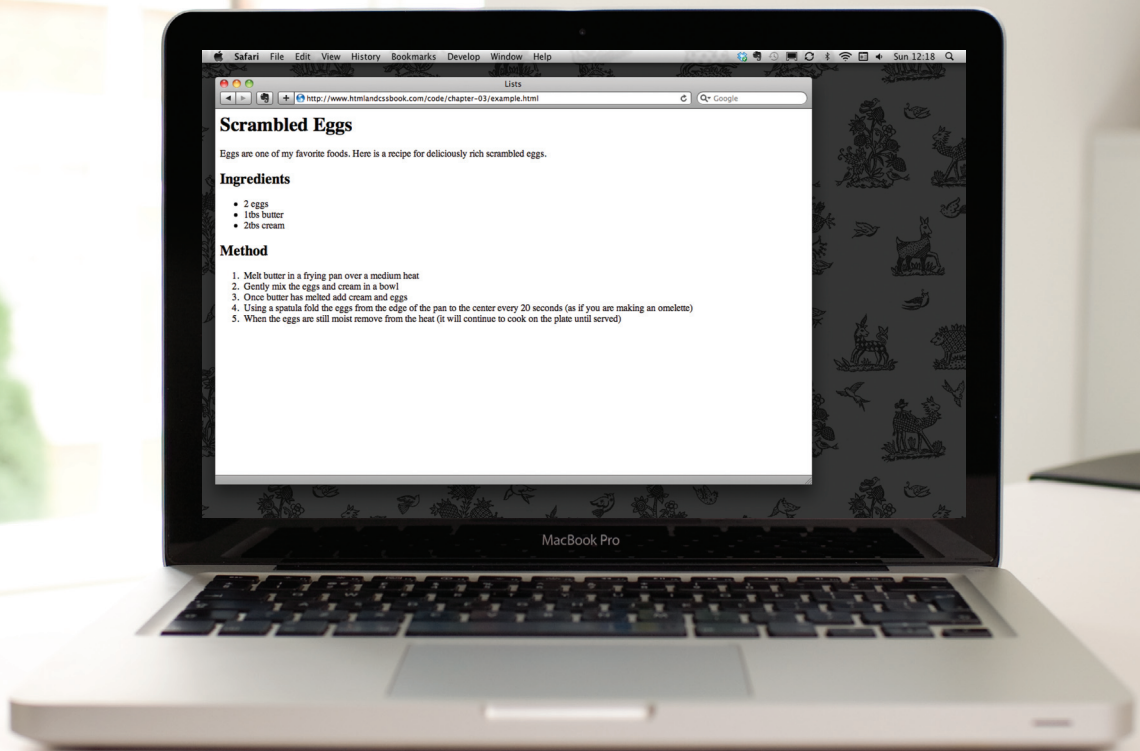 Safari File Edit View History Bookmarks Develop Window Help Sun 12:18
Lists
http://www.htmlandcssbook.com/code/chapter-03/example.html Google
Scrambled Eggs
Eggs are one of my favorite foods. Here is a recipe for deliciously rich scrambled eggs.
Ingredients
• 2 eggs
• 1tbs butter
• 2tbs cream
Method
1. Melt butter in a frying pan over a medium heat
2. Gently mix the eggs and cream in a bowl
3. Once butter has melted add cream and eggs
4. Using a spatula fold the eggs from the edge of the pan to the center every 20 seconds (as if you are making an omelette)
5. When the eggs are still moist remove from the heat (it will continue to cook on the plate until served)
MacBook Pro